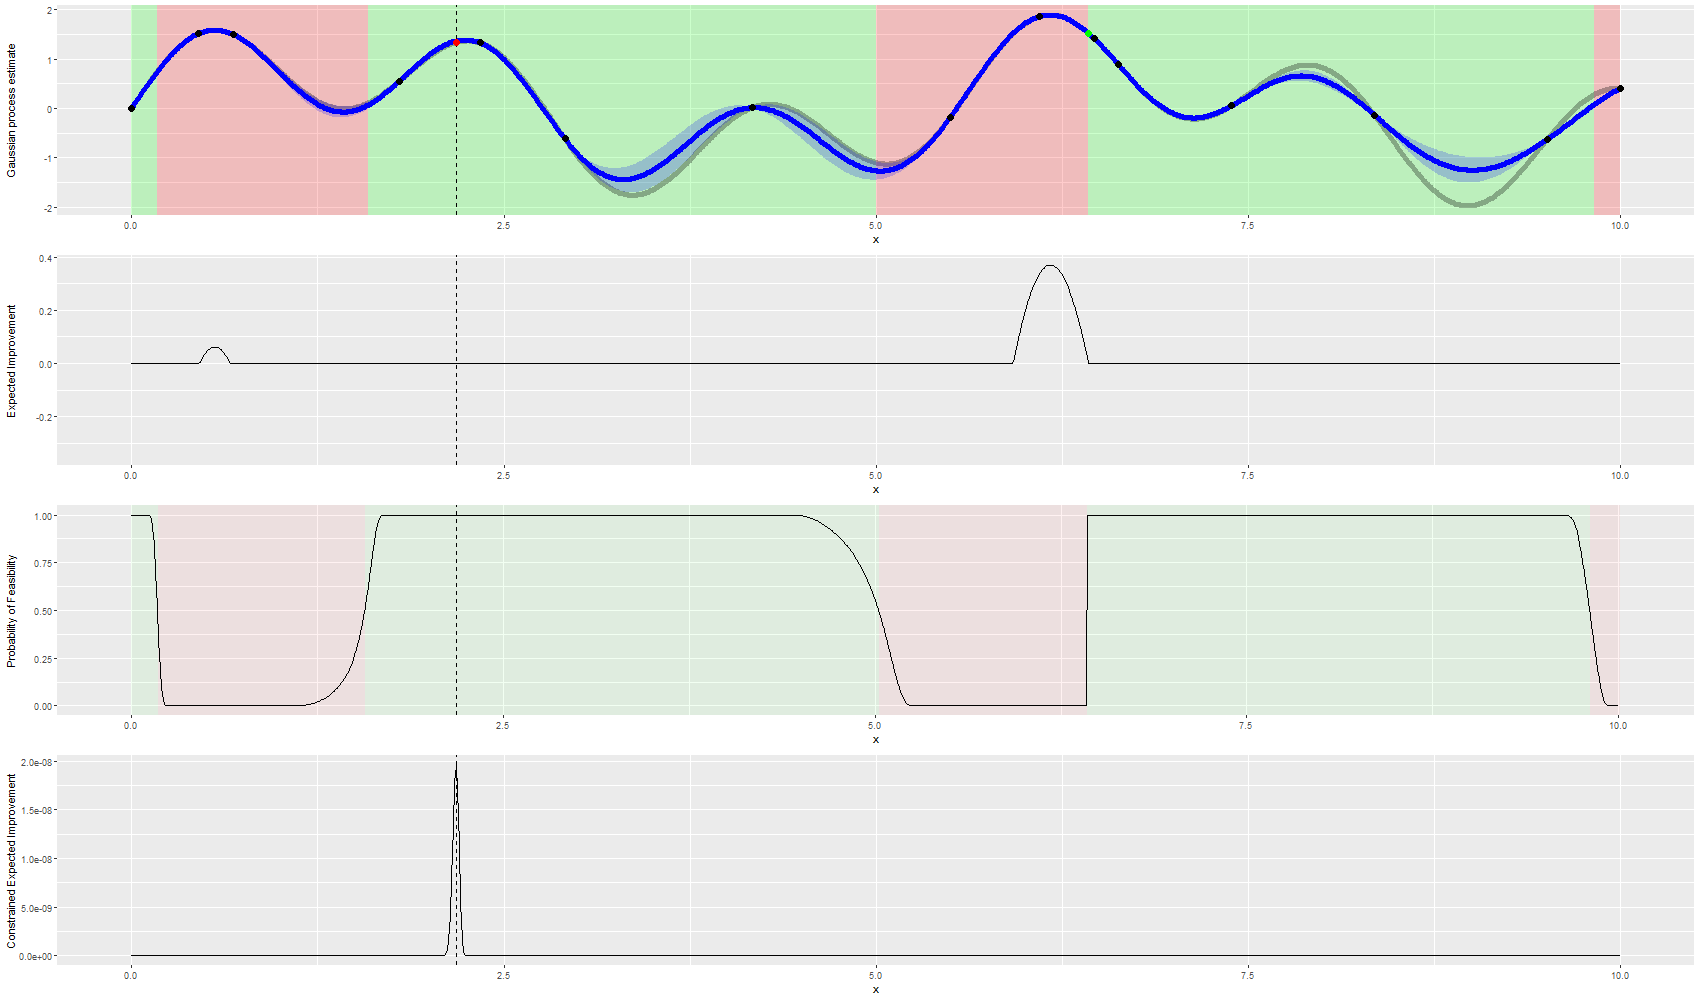 Gaussian process estimate
2
1
0
-1
-2
0.0 2.5 5.0 7.5 10.0
x
Expected Improvement
0.4
0.2
0.0
-0.2
0.0 2.5 5.0 7.5 10.0
x
Probability of Feasibility
1.00
0.75
0.50
0.25
0.00
0.0 2.5 5.0 7.5 10.0
x
Constrained Expected Improvement
2.0e-08
1.5e-08
1.0e-08
5.0e-09
0.0e+00
0.0 2.5 5.0 7.5 10.0
x